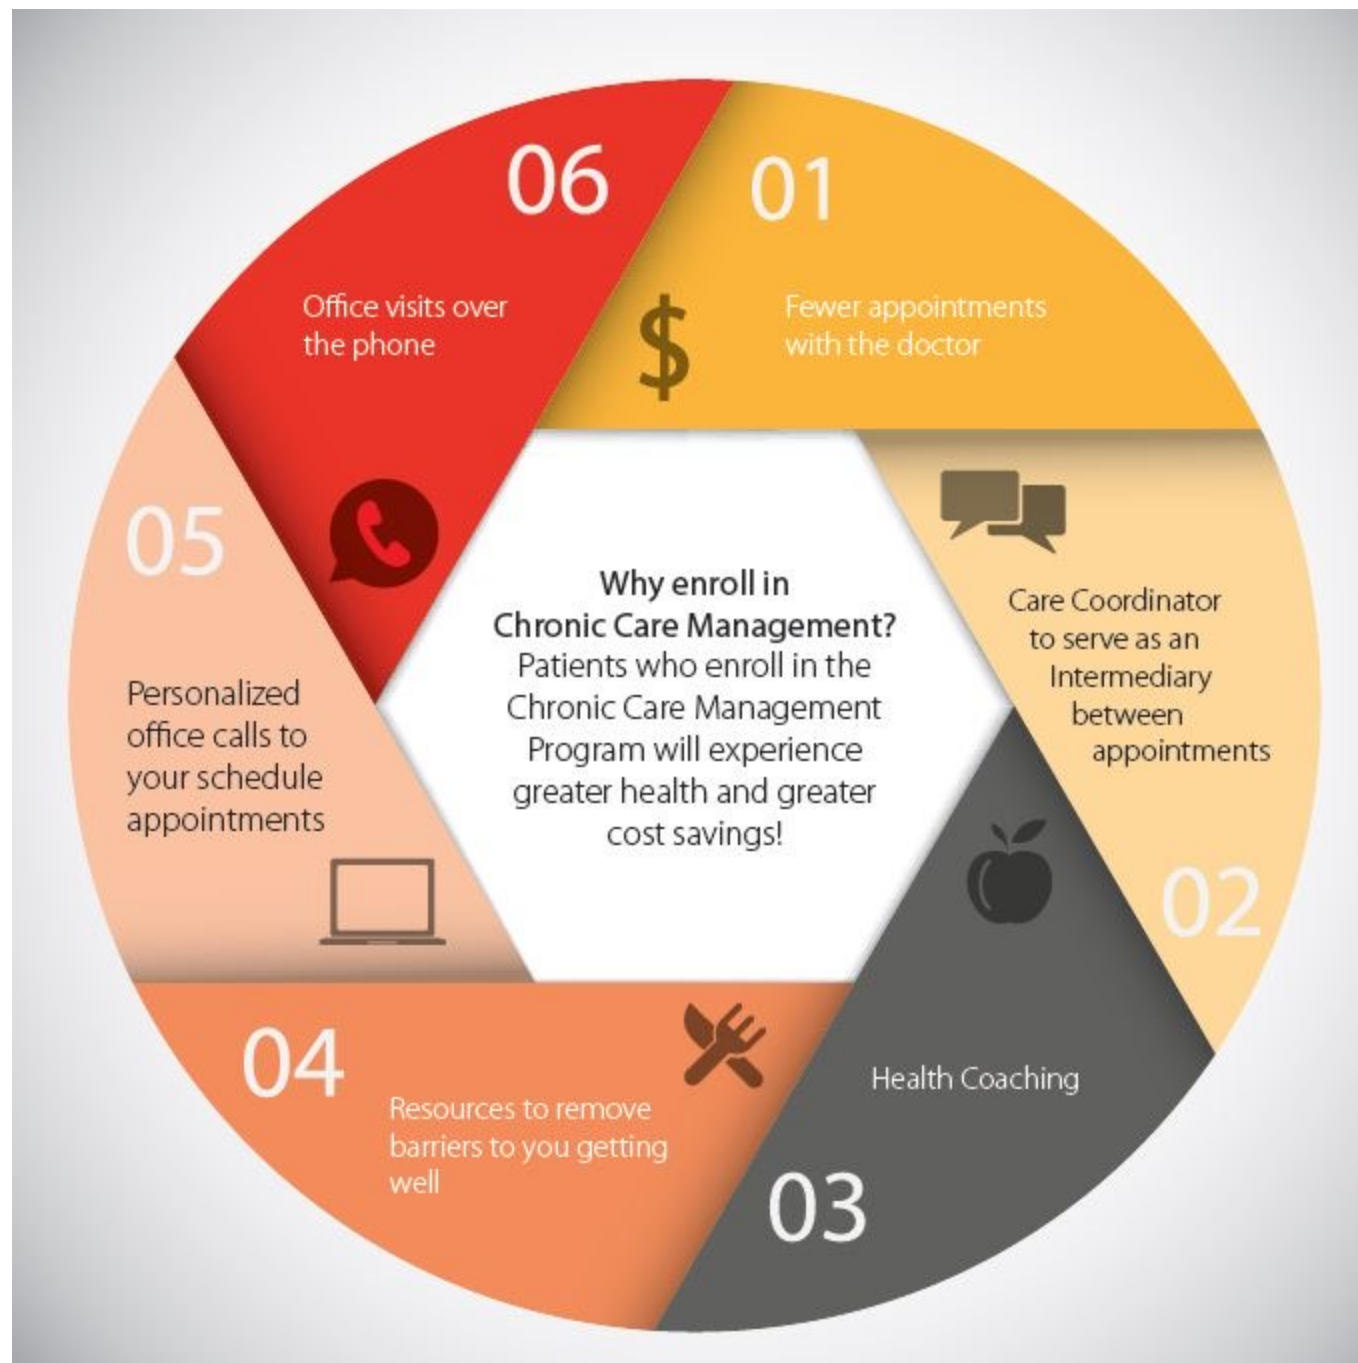 Why enroll in
Chronic Care Management?
Patients who enroll in the
Chronic Care Management
Program will experience
greater health and greater
cost savings!
01
$
Fewer appointments
with the doctor
Care Coordinator
to serve as an
Intermediary
between
appointments
02
Health Coaching
03
04
Resources to remove
barriers to you getting
well
05
Personalized
office calls to
your schedule
appointments
06
Office visits over
the phone